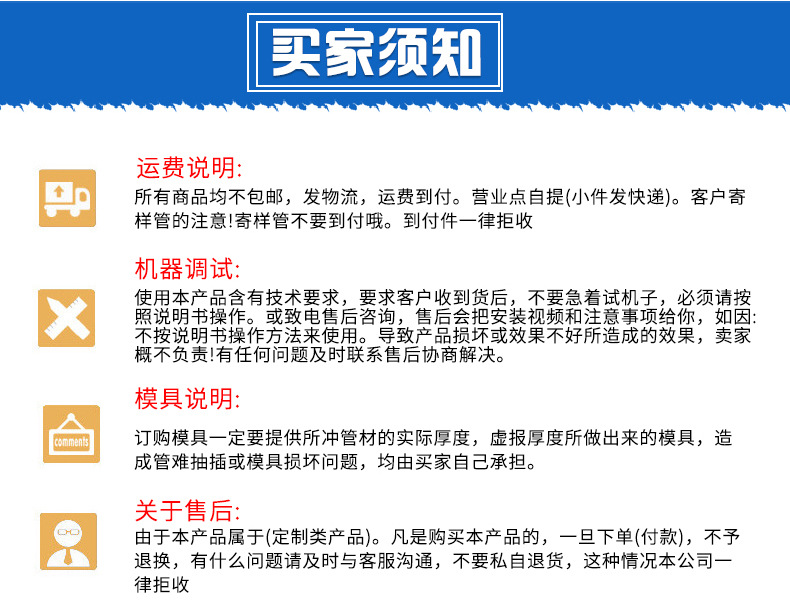 买家须知
运费说明:
所有商品均不包邮，发物流，运费到付。营业点自提(小件发快递)。客户寄
样管的注意!寄样管不要到付哦。到付件一律拒收
机器调试:
使用本产品含有技术要求，要求客户收到货后，不要急着试机子，必须请按
照说明书操作。或致电售后咨询，售后会把安装视频和注意事项给你，如因:
不按说明书操作方法来使用。导致产品损坏或效果不好所造成的效果，卖家
概不负责!有任何问题及时联系售后协商解决。
模具说明:
comments
订购模具一定要提供所冲管材的实际厚度，虚报厚度所做出来的模具，造
成管难抽插或模具损坏问题，均由买家自己承担。
关于售后:
由于本产品属于(定制类产品)。凡是购买本产品的，一旦下单(付款)，不予
退换，有什么问题请及时与客服沟通，不要私自退货，这种情况本公司一
律拒收